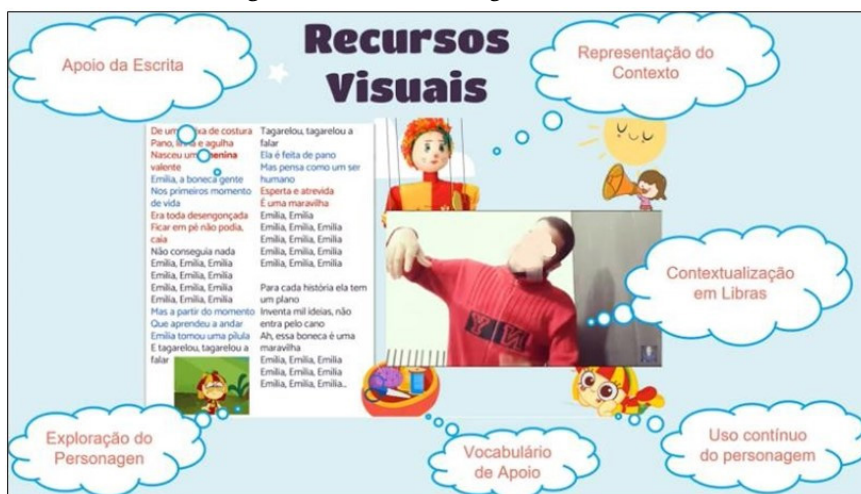 Recursos
Visuais
Apoio da Escrita
Representação do
Contexto
De um xa de costura
Pano, e agulha
Nasceu um menina
valente
Emília, a boneca gente
Nos primeiros momento
de vida
Era toda desengonçada
Ficar em pé não podia,
caia
Não conseguia nada
Emília, Emília, Emília
Emília, Emília, Emília
Emília, Emília, Emília
Emília, Emília, Emília
Mas a partir do momento
Que aprendeu a andar
Emília tomou uma pílula
E tagarelou, tagarelou a
falar
Tagarelou, tagarelou a
falar
Ela é feita de pano
Mas pensa como um ser
humano
Esperta e atrevida
É uma maravilha
Emília, Emília
Emília, Emília, Emília
Emília, Emília, Emília
Emília, Emília, Emília
Emília, Emília, Emília
Para cada história ela tem
um plano
Inventa mil ideias, não
entra pelo cano
Ah, essa boneca é uma
maravilha
Emília, Emília, Emília
Emília, Emília, Emília
Emília, Emília, Emília...
Contextualização
em Libras
Exploração do
Personagen
Vocabulário
de Apoio
Uso contínuo
do personagem